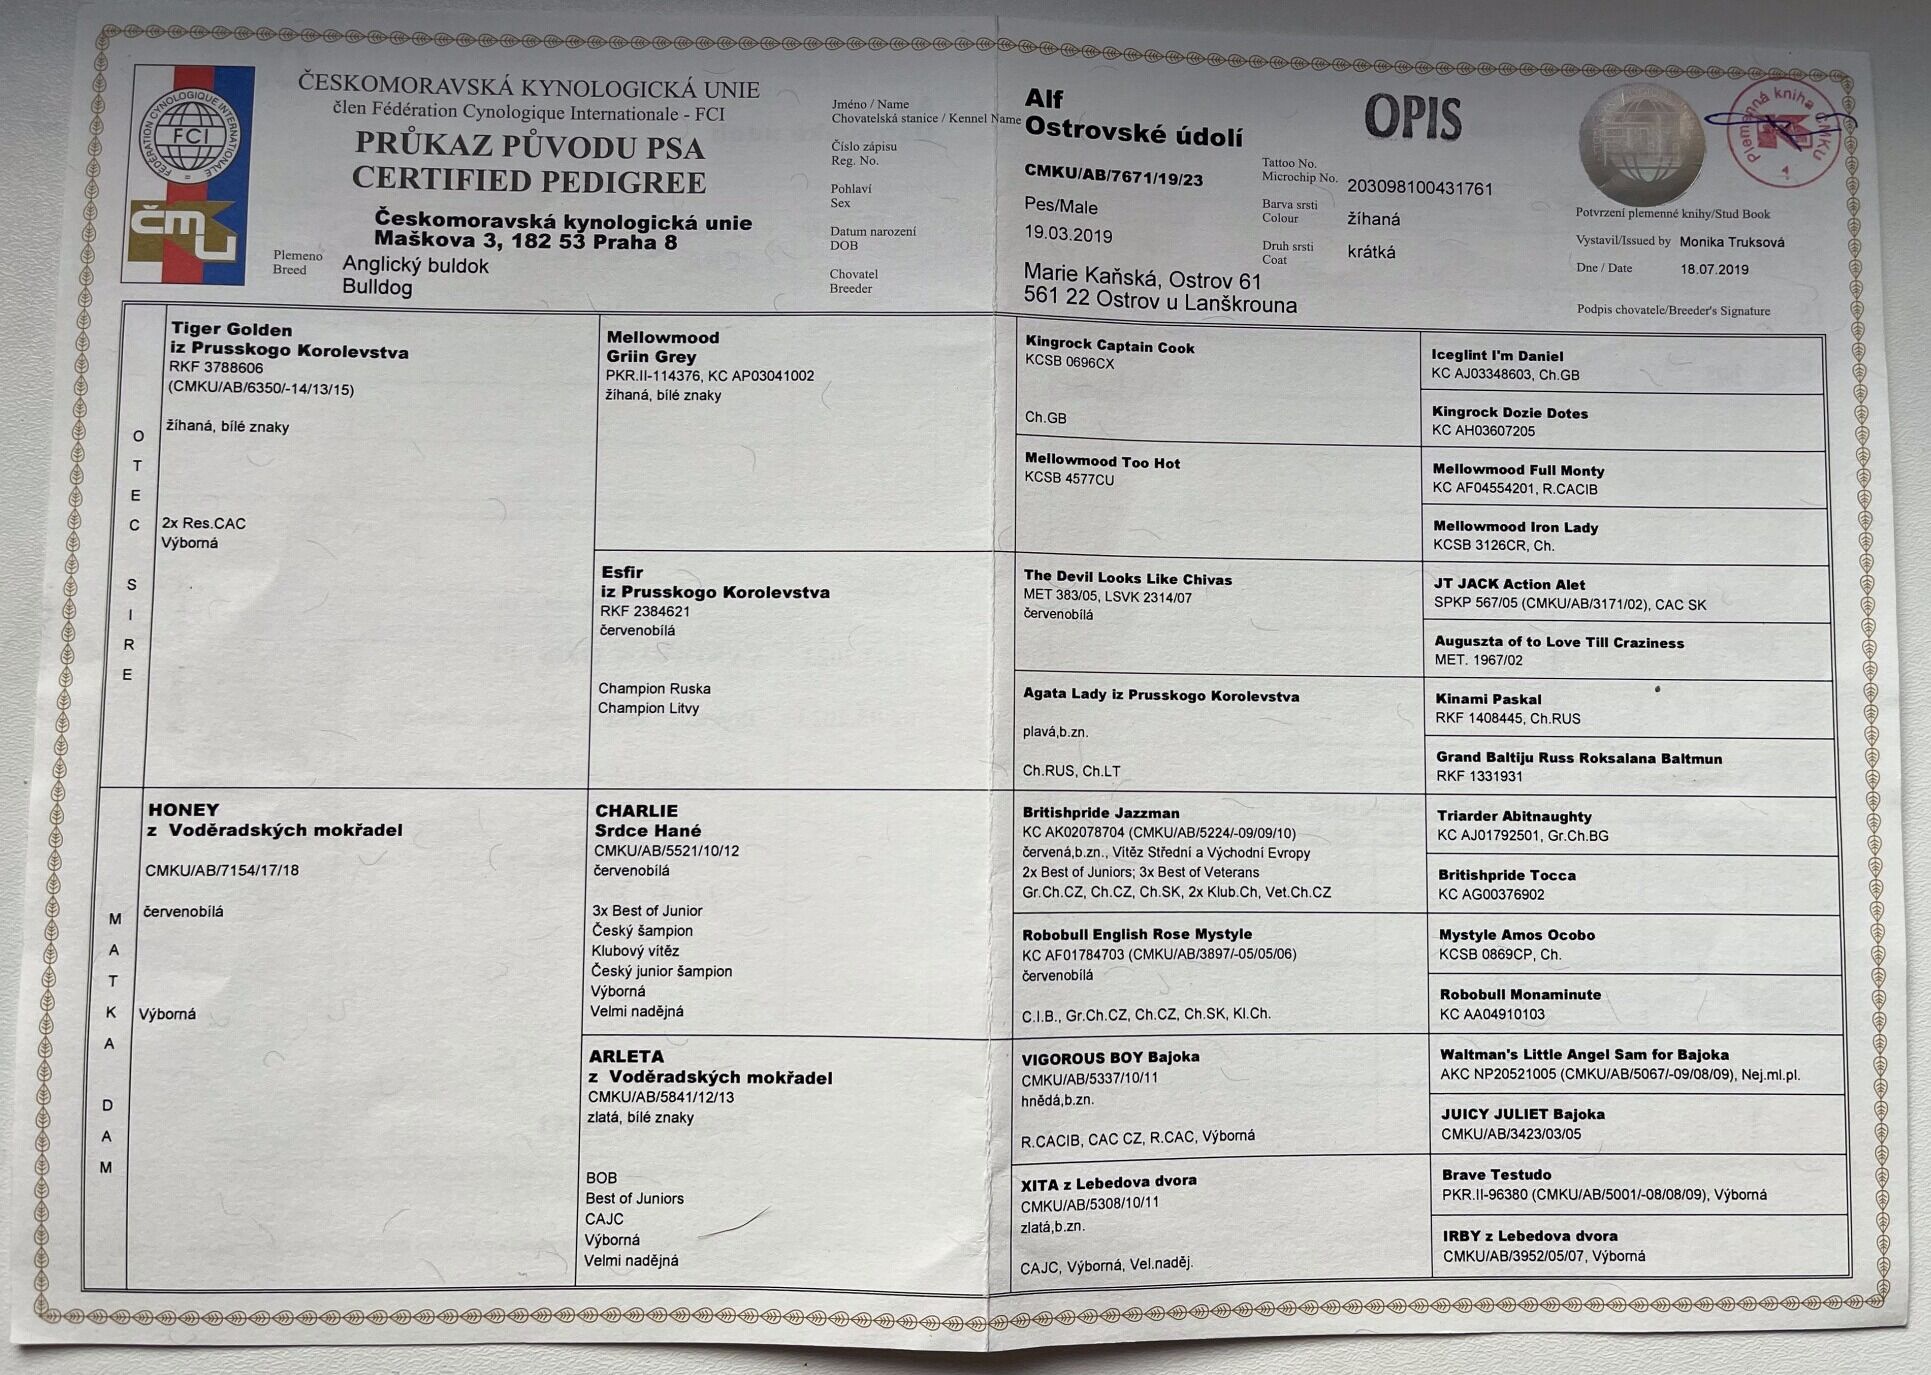 FÉDÉRATION CYNOLOGIQUE INTERNATIONALE
FCI
ČMKU
ČESKOMORAVSKÁ KYNOLOGICKÁ UNIE
člen Fédération Cynologique Internationale - FCI
PRŮKAZ PŮVODU PSA
CERTIFIED PEDIGREE
Českomoravská kynologická unie
Maškova 3, 182 53 Praha 8
Plemeno
Breed
Anglický buldok
Bulldog
Jméno / Name
Chovatelská stanice / Kennel Name
Alf
Ostrovské údolí
Číslo zápisu
Reg. No.
CMKU/AB/7671/19/23
Pohlaví
Sex
Pes/Male
Datum narození
DOB
19.03.2019
Chovatel
Breeder
Marie Kaňská, Ostrov 61
561 22 Ostrov u Lanškrouna
OPIS
Tattoo No.
Microchip No.
203098100431761
Barva srsti
Colour
žíhaná
Druh srsti
Coat
krátká
Plemenná kniha ČMKU
1
Potvrzení plemenné knihy/Stud Book
Vystavil/Issued by Monika Truksová
Dne / Date 18.07.2019
Podpis chovatele/Breeder's Signature
OTEC SIRE
Tiger Golden
iz Prusskogo Korolevstva
RKF 3788606
(CMKU/AB/6350/-14/13/15)
žíhaná, bílé znaky
2x Res.CAC
Výborná
Mellowmood
Griin Grey
PKR.II-114376, KC AP03041002
žíhaná, bílé znaky
Esfir
iz Prusskogo Korolevstva
RKF 2384621
červenobílá
Champion Ruska
Champion Litvy
Kingrock Captain Cook
KCSB 0696CX
Ch.GB
Mellowmood Too Hot
KCSB 4577CU
The Devil Looks Like Chivas
MET 383/05, LSVK 2314/07
červenobílá
Agata Lady iz Prusskogo Korolevstva
plavá,b.zn.
Ch.RUS, Ch.LT
Iceglint I'm Daniel
KC AJ03348603, Ch.GB
Kingrock Dozie Dotes
KC AH03607205
Mellowmood Full Monty
KC AF04554201, R.CACIB
Mellowmood Iron Lady
KCSB 3126CR, Ch.
JT JACK Action Alet
SPKP 567/05 (CMKU/AB/3171/02), CAC SK
Auguszta of to Love Till Craziness
MET. 1967/02
Kinami Paskal
RKF 1408445, Ch.RUS
Grand Baltiju Russ Roksalana Baltmun
RKF 1331931
MATKA DAM
HONEY
z Voděradských mokřadel
CMKU/AB/7154/17/18
červenobílá
Výborná
CHARLIE
Srdce Hané
CMKU/AB/5521/10/12
červenobílá
3x Best of Junior
Český šampion
Klubový vítěz
Český junior šampion
Výborná
Velmi nadějná
ARLETA
z Voděradských mokřadel
CMKU/AB/5841/12/13
zlatá, bílé znaky
BOB
Best of Juniors
CAJC
Výborná
Velmi nadějná
Britishpride Jazzman
KC AK02078704 (CMKU/AB/5224/-09/09/10)
červená,b.zn., Vítěz Střední a Východní Evropy
2x Best of Juniors; 3x Best of Veterans
Gr.Ch.CZ, Ch.CZ, Ch.SK, 2x Klub.Ch, Vet.Ch.CZ
Robobull English Rose Mystyle
KC AF01784703 (CMKU/AB/3897/-05/05/06)
červenobílá
C.I.B., Gr.Ch.CZ, Ch.CZ, Ch.SK, Kl.Ch.
VIGOROUS BOY Bajoka
CMKU/AB/5337/10/11
hnědá,b.zn.
R.CACIB, CAC CZ, R.CAC, Výborná
XITA z Lebedova dvora
CMKU/AB/5308/10/11
zlatá,b.zn.
CAJC, Výborná, Vel.naděj.
Triarder Abitnaughty
KC AJ01792501, Gr.Ch.BG
Britishpride Tocca
KC AG00376902
Mystyle Amos Ocobo
KCSB 0869CP, Ch.
Robobull Monaminute
KC AA04910103
Waltman's Little Angel Sam for Bajoka
AKC NP20521005 (CMKU/AB/5067/-09/08/09), Nej.ml.pl.
JUICY JULIET Bajoka
CMKU/AB/3423/03/05
Brave Testudo
PKR.II-96380 (CMKU/AB/5001/-08/08/09), Výborná
IRBY z Lebedova dvora
CMKU/AB/3952/05/07, Výborná